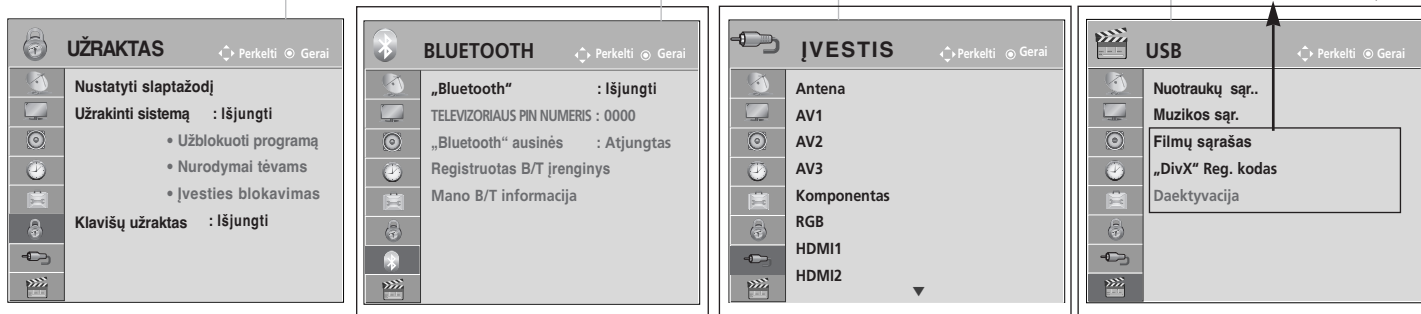 UŽRAKTAS
Perkelti Gerai
Nustatyti slaptažodį
Užrakinti sistemą : Išjungti
• Užblokuoti programą
• Nurodymai tėvams
• Įvesties blokavimas
Klavišų užraktas : Išjungti
BLUETOOTH
Perkelti Gerai
„Bluetooth“ : Išjungti
TELEVIZORIAUS PIN NUMERIS : 0000
„Bluetooth“ ausinės : Atjungtas
Registruotas B/T įrenginys
Mano B/T informacija
ĮVESTIS
Perkelti Gerai
Antena
AV1
AV2
AV3
Komponentas
RGB
HDMI1
HDMI2
USB
Perkelti Gerai
Nuotraukų sąr..
Muzikos sąr.
Filmų sąrašas
„DivX“ Reg. kodas
Daektyvacija